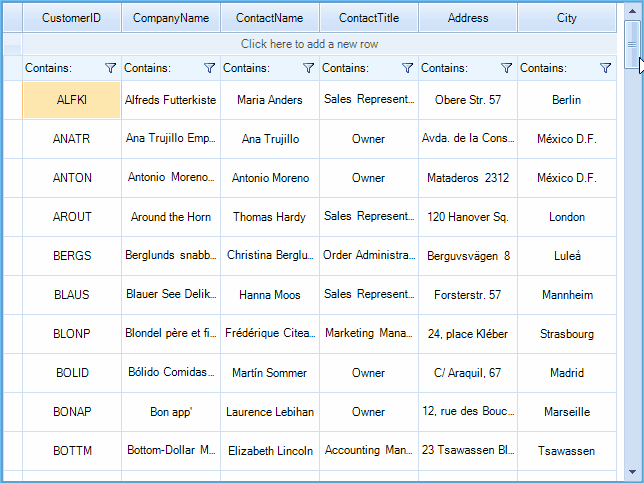 CustomerID CompanyName ContactName ContactTitle Address City
Click here to add a new row
Contains: Contains: Contains: Contains: Contains: Contains:
ALFKI Alfreds Futterkiste Maria Anders Sales Represent... Obere Str. 57 Berlin
ANATR Ana Trujillo Emp... Ana Trujillo Owner Avda. de la Cons... México D.F.
ANTON Antonio Moreno... Antonio Moreno Owner Mataderos 2312 México D.F.
AROUT Around the Horn Thomas Hardy Sales Represent... 120 Hanover Sq. London
BERGS Berglunds snabb... Christina Berglu... Order Administra... Berguvsvägen 8 Luleå
BLAUS Blauer See Delik... Hanna Moos Sales Represent... Forsterstr. 57 Mannheim
BLONP Blondel père et fi... Frédérique Citea... Marketing Mana... 24, place Kléber Strasbourg
BOLID Bólido Comidas... Martín Sommer Owner C/ Araquil, 67 Madrid
BONAP Bon app' Laurence Lebihan Owner 12, rue des Bouc... Marseille
BOTTM Bottom-Dollar M... Elizabeth Lincoln Accounting Man... 23 Tsawassen Bl... Tsawassen